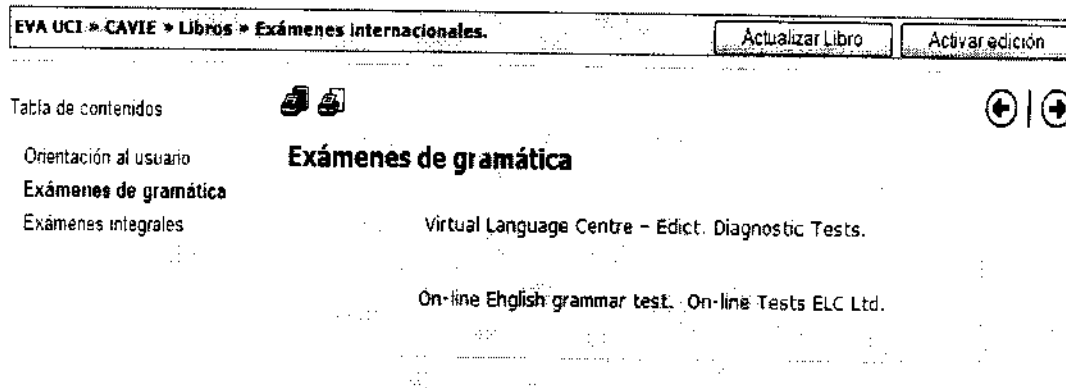 EVA UCI » CAVIE » Libros » Exámenes internacionales.
Actualizar Libro
Activar edición
Tabla de contenidos
Orientación al usuario
Exámenes de gramática
Exámenes integrales
Exámenes de gramática
Virtual Language Centre – Edict. Diagnostic Tests.
On-line Ehglish grammar test. On-line Tests ELC Ltd.